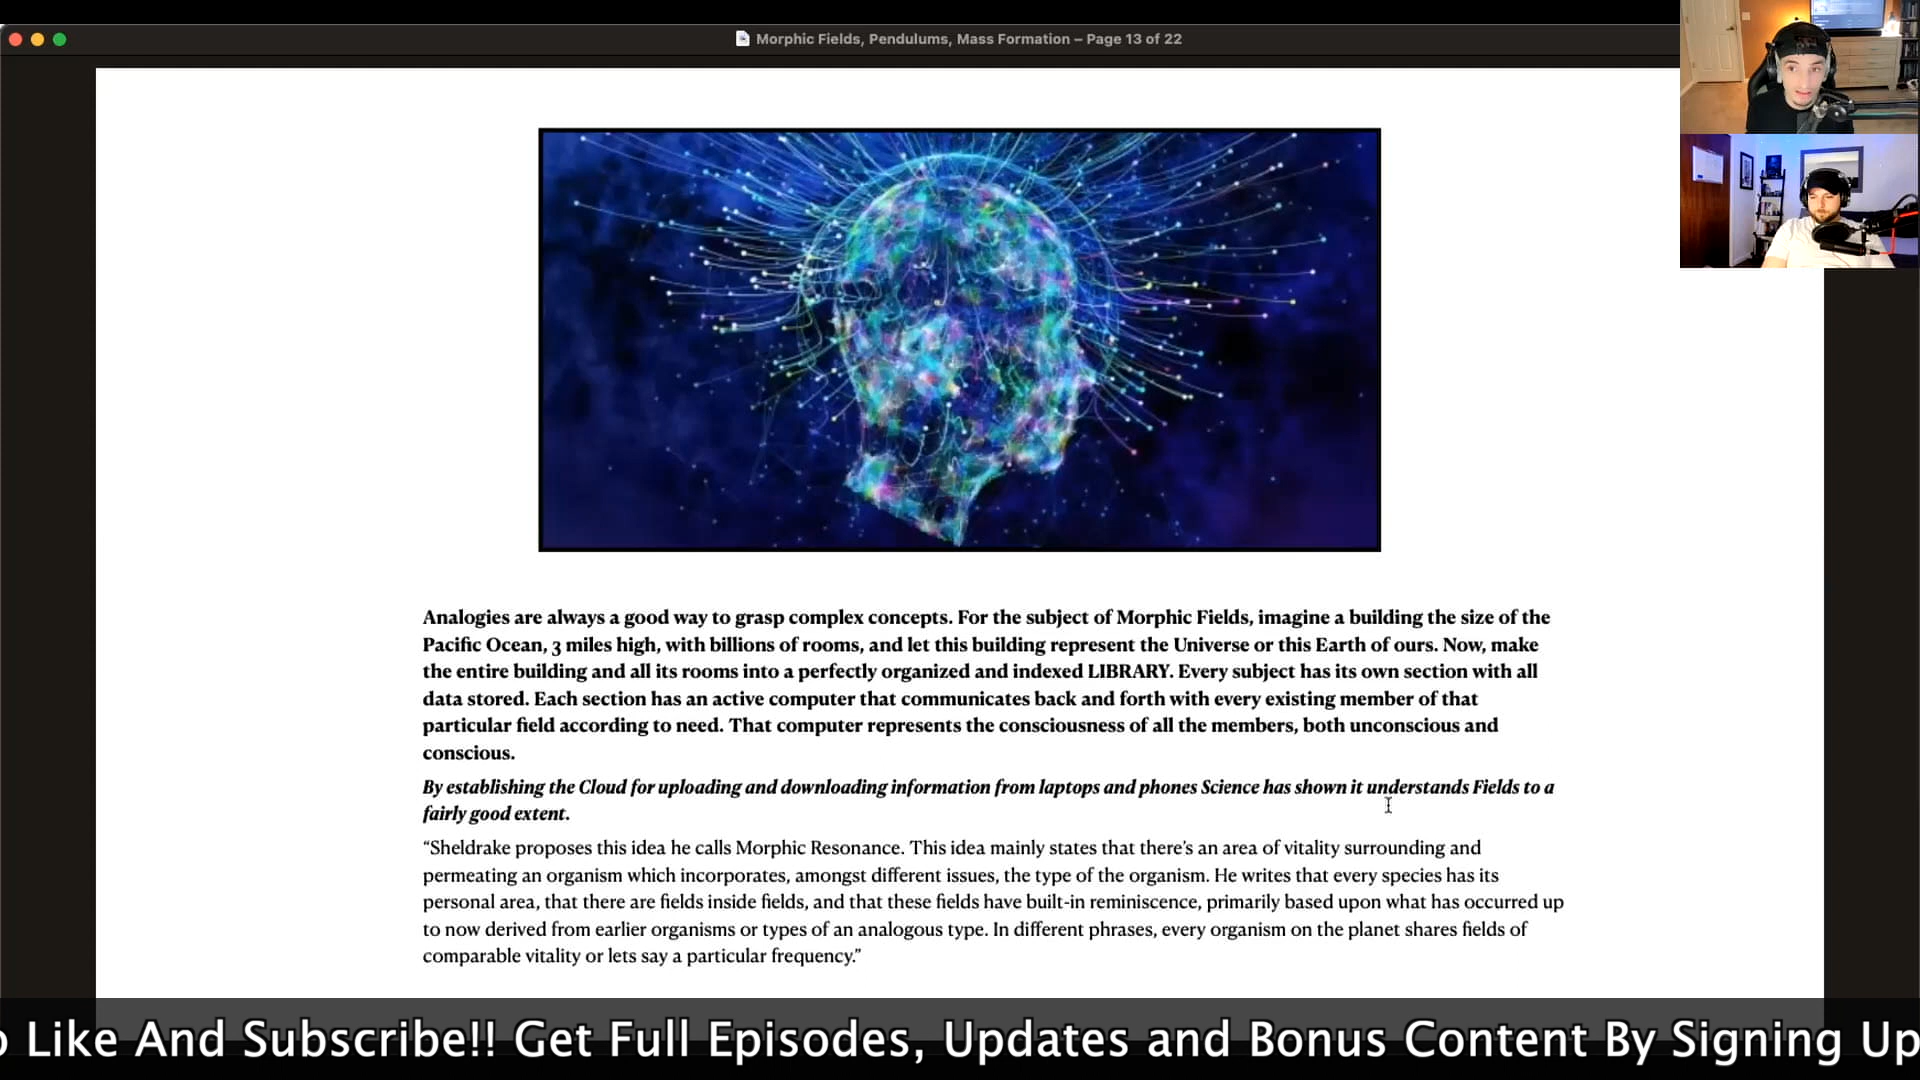 Morphic Fields, Pendulums, Mass Formation – Page 13 of 22
Analogies are always a good way to grasp complex concepts. For the subject of Morphic Fields, imagine a building the size of the
Pacific Ocean, 3 miles high, with billions of rooms, and let this building represent the Universe or this Earth of ours. Now, make
the entire building and all its rooms into a perfectly organized and indexed LIBRARY. Every subject has its own section with all
data stored. Each section has an active computer that communicates back and forth with every existing member of that
particular field according to need. That computer represents the consciousness of all the members, both unconscious and
conscious.
By establishing the Cloud for uploading and downloading information from laptops and phones Science has shown it understands Fields to a
fairly good extent.
“Sheldrake proposes this idea he calls Morphic Resonance. This idea mainly states that there’s an area of vitality surrounding and
permeating an organism which incorporates, amongst different issues, the type of the organism. He writes that every species has its
personal area, that there are fields inside fields, and that these fields have built-in reminiscence, primarily based upon what has occurred up
to now derived from earlier organisms or types of an analogous type. In different phrases, every organism on the planet shares fields of
comparable vitality or lets say a particular frequency.”
Like And Subscribe!! Get Full Episodes, Updates and Bonus Content By Signing Up